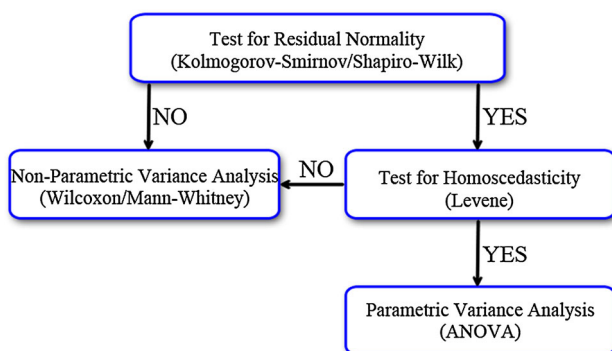 Test for Residual Normality
(Kolmogorov-Smirnov/Shapiro-Wilk)
NO
YES
Non-Parametric Variance Analysis
(Wilcoxon/Mann-Whitney)
NO
Test for Homoscedasticity
(Levene)
YES
Parametric Variance Analysis
(ANOVA)